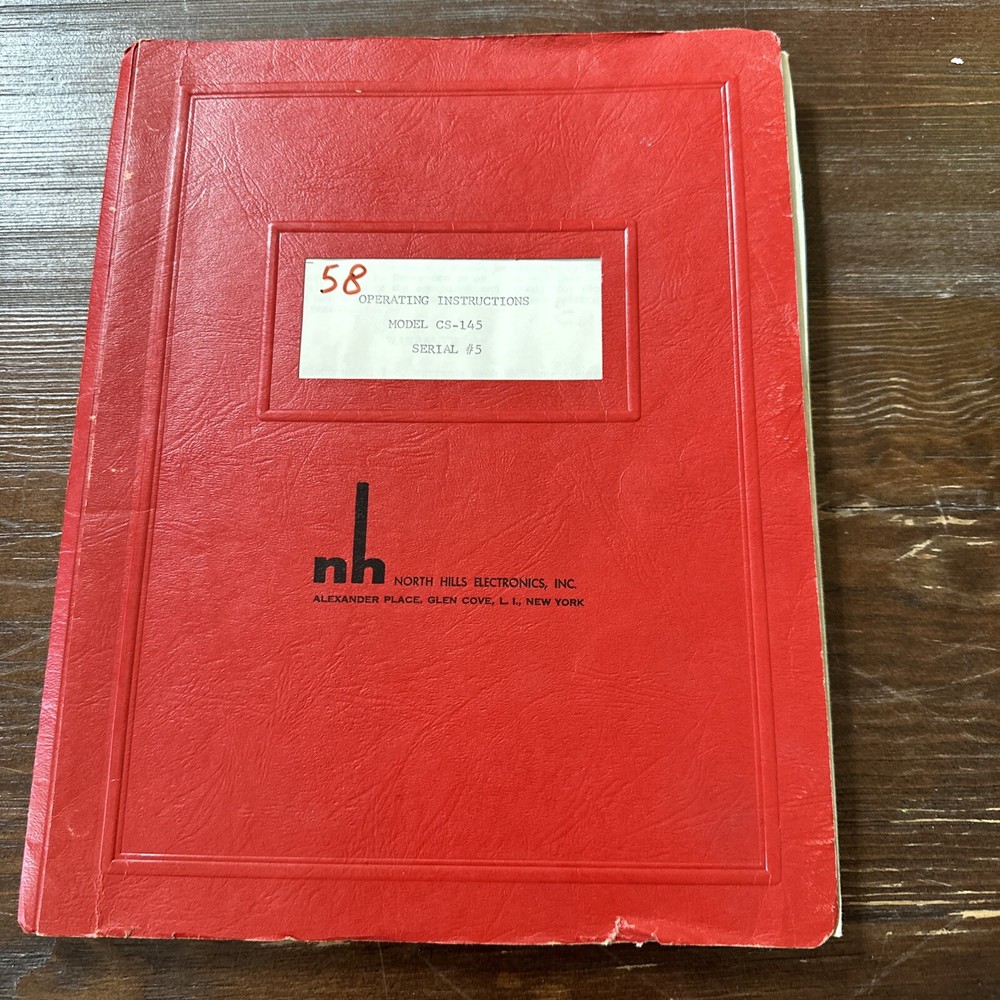 58
OPERATING INSTRUCTIONS
MODEL CS-145
SERIAL #5
nh NORTH HILLS ELECTRONICS, INC.
ALEXANDER PLACE, GLEN COVE, L. I., NEW YORK